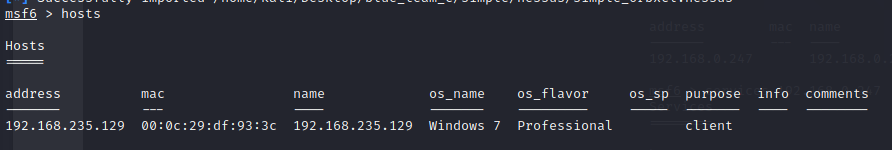 msf6 > hosts
Hosts
=====
address mac name os_name os_flavor os_sp purpose info comments
------- --- ---- ------- --------- ----- ------- ---- --------
192.168.235.129 00:0c:29:df:93:3c 192.168.235.129 Windows 7 Professional client